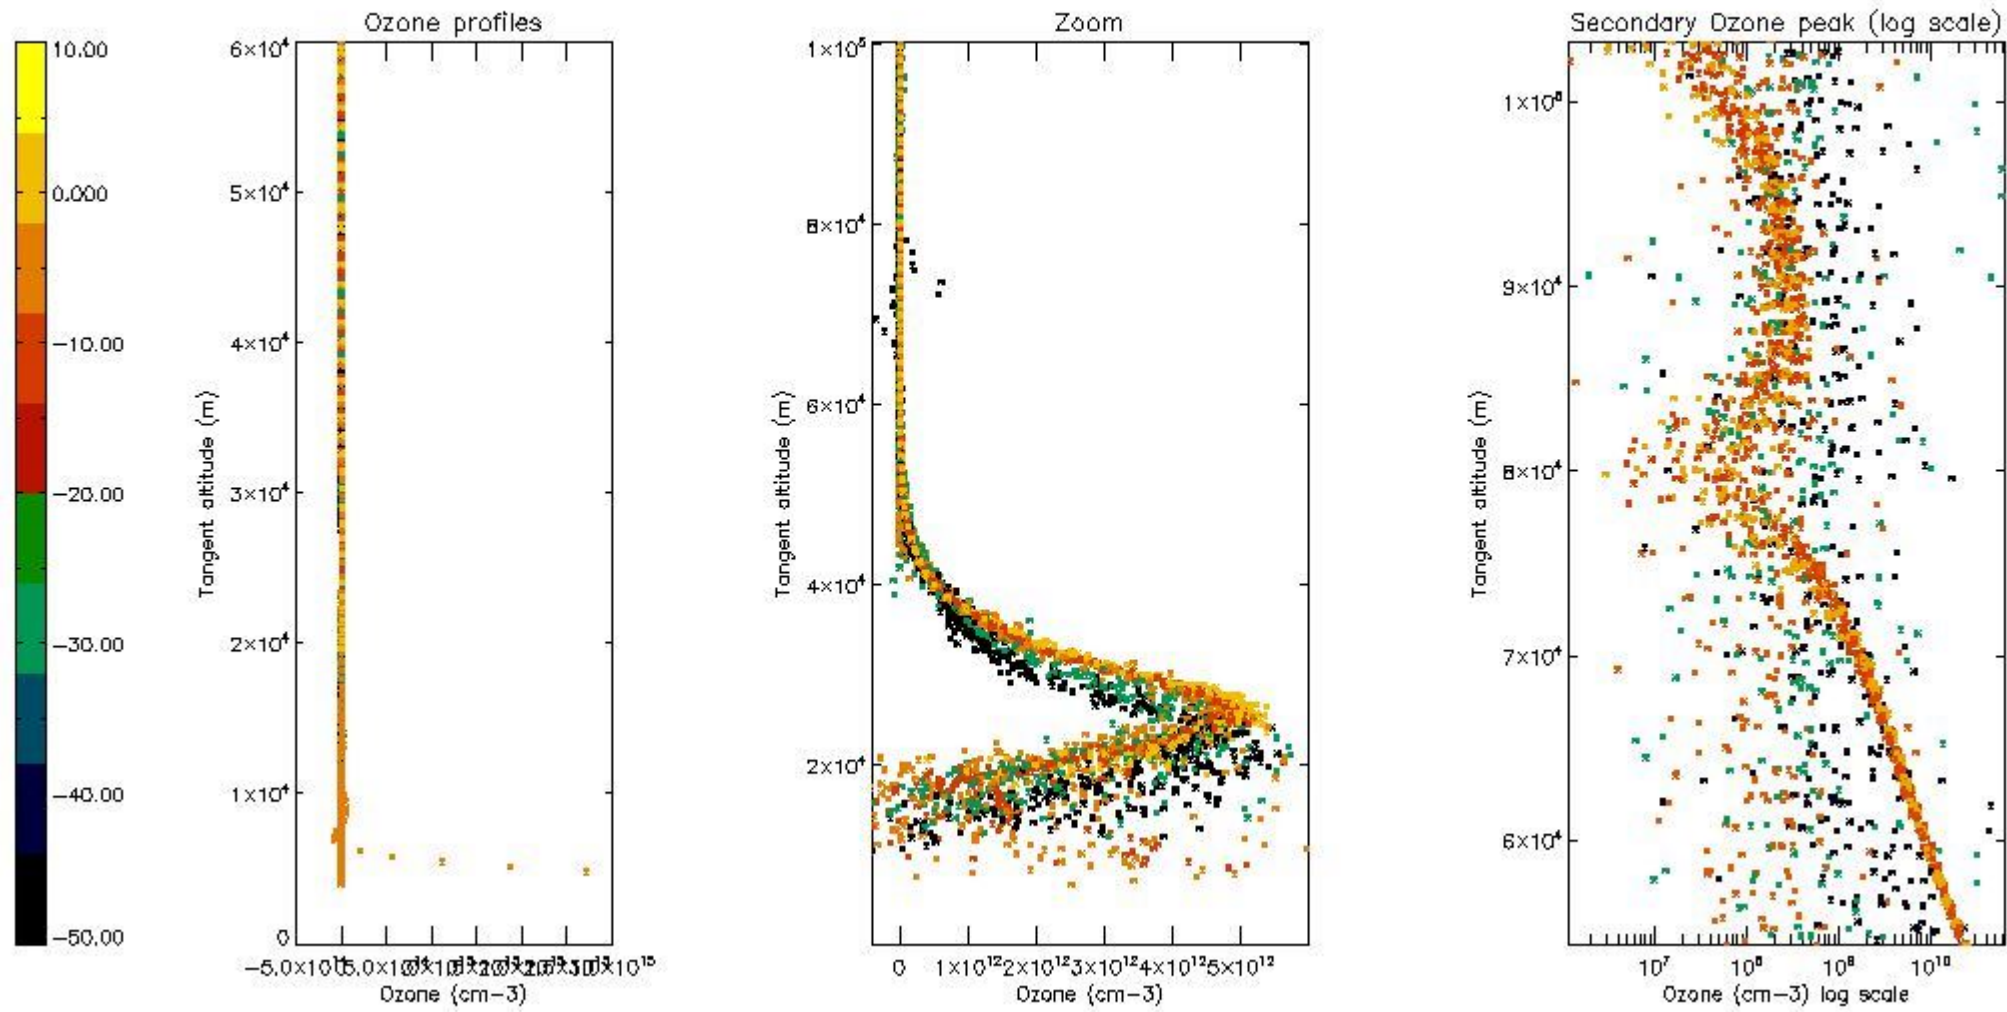 Ozone profiles
Zoom
Secondary Ozone peak (log scale)
10.00
0.000
−10.00
−20.00
−30.00
−40.00
−50.00
6×10⁴
5×10⁴
4×10⁴
3×10⁴
2×10⁴
1×10⁴
0
Tangent altitude (m)
Ozone (cm−3)
1×10⁵
8×10⁴
6×10⁴
4×10⁴
2×10⁴
Tangent altitude (m)
0 1×10¹² 2×10¹² 3×10¹² 4×10¹² 5×10¹²
Ozone (cm−3)
9×10⁴
8×10⁴
7×10⁴
6×10⁴
Tangent altitude (m)
10⁷ 10⁸ 10⁹ 10¹⁰
Ozone (cm−3) log scale